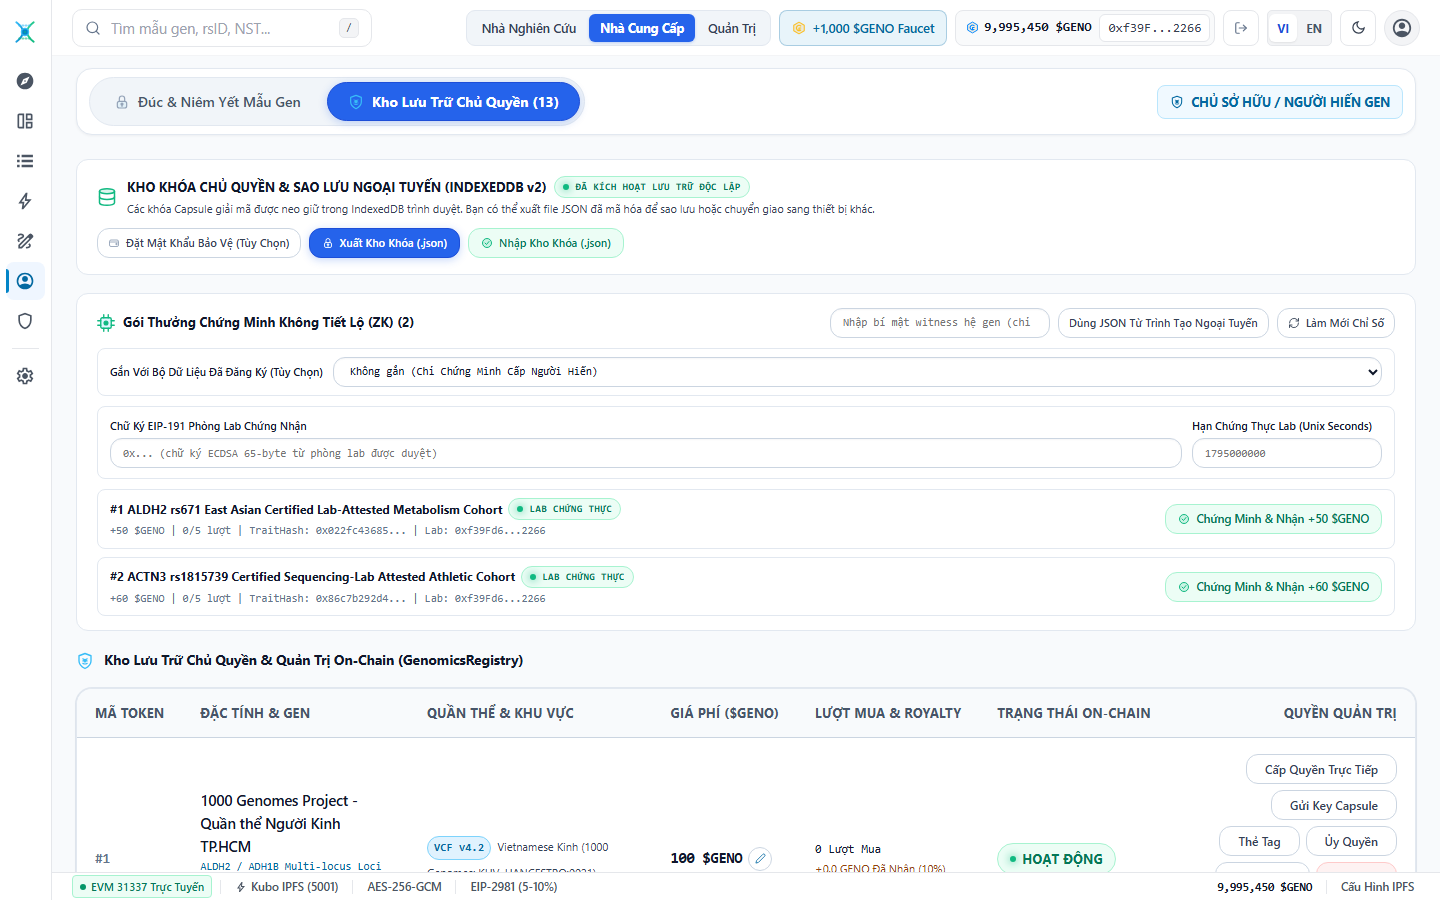 Tìm mẫu gen, rsID, NST...
/
Nhà Nghiên Cứu
Nhà Cung Cấp
Quản Trị
+1,000 $GENO Faucet
9,995,450 $GENO
0xf39F...2266
VI
EN
Đúc & Niêm Yết Mẫu Gen
Kho Lưu Trữ Chủ Quyền (13)
CHỦ SỞ HỮU / NGƯỜI HIẾN GEN
KHO KHÓA CHỦ QUYỀN & SAO LƯU NGOẠI TUYẾN (INDEXEDDB v2)
ĐÃ KÍCH HOẠT LƯU TRỮ ĐỘC LẬP
Các khóa Capsule giải mã được neo giữ trong IndexedDB trình duyệt. Bạn có thể xuất file JSON đã mã hóa để sao lưu hoặc chuyển giao sang thiết bị khác.
Đặt Mật Khẩu Bảo Vệ (Tùy Chọn)
Xuất Kho Khóa (.json)
Nhập Kho Khóa (.json)
Gói Thưởng Chứng Minh Không Tiết Lộ (ZK) (2)
Nhập bí mật witness hệ gen (chỉ
Dùng JSON Từ Trình Tạo Ngoại Tuyến
Làm Mới Chỉ Số
Gắn Với Bộ Dữ Liệu Đã Đăng Ký (Tùy Chọn)
Không gắn (Chỉ Chứng Minh Cấp Người Hiến)
Chữ Ký EIP-191 Phòng Lab Chứng Nhận
Hạn Chứng Thực Lab (Unix Seconds)
0x... (chữ ký ECDSA 65-byte từ phòng lab được duyệt)
1795000000
#1 ALDH2 rs671 East Asian Certified Lab-Attested Metabolism Cohort
LAB CHỨNG THỰC
+50 $GENO | 0/5 lượt | TraitHash: 0x022fc43685... | Lab: 0xf39Fd6...2266
Chứng Minh & Nhận +50 $GENO
#2 ACTN3 rs1815739 Certified Sequencing-Lab Attested Athletic Cohort
LAB CHỨNG THỰC
+60 $GENO | 0/5 lượt | TraitHash: 0x86c7b292d4... | Lab: 0xf39Fd6...2266
Chứng Minh & Nhận +60 $GENO
Kho Lưu Trữ Chủ Quyền & Quản Trị On-Chain (GenomicsRegistry)
MÃ TOKEN
ĐẶC TÍNH & GEN
QUẦN THỂ & KHU VỰC
GIÁ PHÍ ($GENO)
LƯỢT MUA & ROYALTY
TRẠNG THÁI ON-CHAIN
QUYỀN QUẢN TRỊ
#1
1000 Genomes Project -
Quần thể Người Kinh
TP.HCM
ALDH2 / ADH1B Multi-locus Loci
VCF v4.2
Vietnamese Kinh (1000
100 $GENO
0 Lượt Mua
+0.0 GENO Đã Nhận (10%)
HOẠT ĐỘNG
Cấp Quyền Trực Tiếp
Gửi Key Capsule
Thẻ Tag
Ủy Quyền
EVM 31337 Trực Tuyến
Kubo IPFS (5001)
AES-256-GCM
EIP-2981 (5-10%)
9,995,450 $GENO
Cấu Hình IPFS